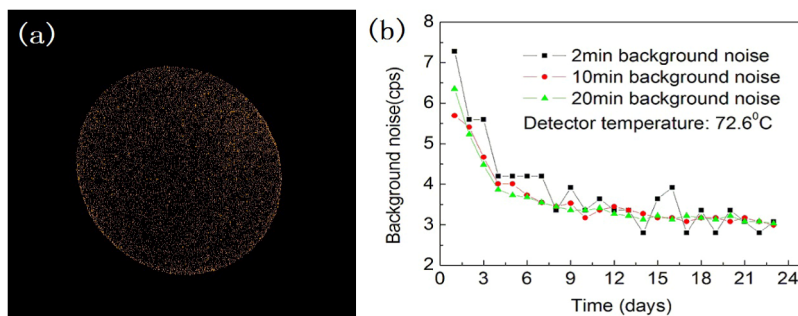 (a)
(b)
8
7
6
5
4
3
2
Background noise(cps)
2min background noise
10min background noise
20min background noise
Detector temperature: 72.6⁰C
0 3 6 9 12 15 18 21 24
Time (days)